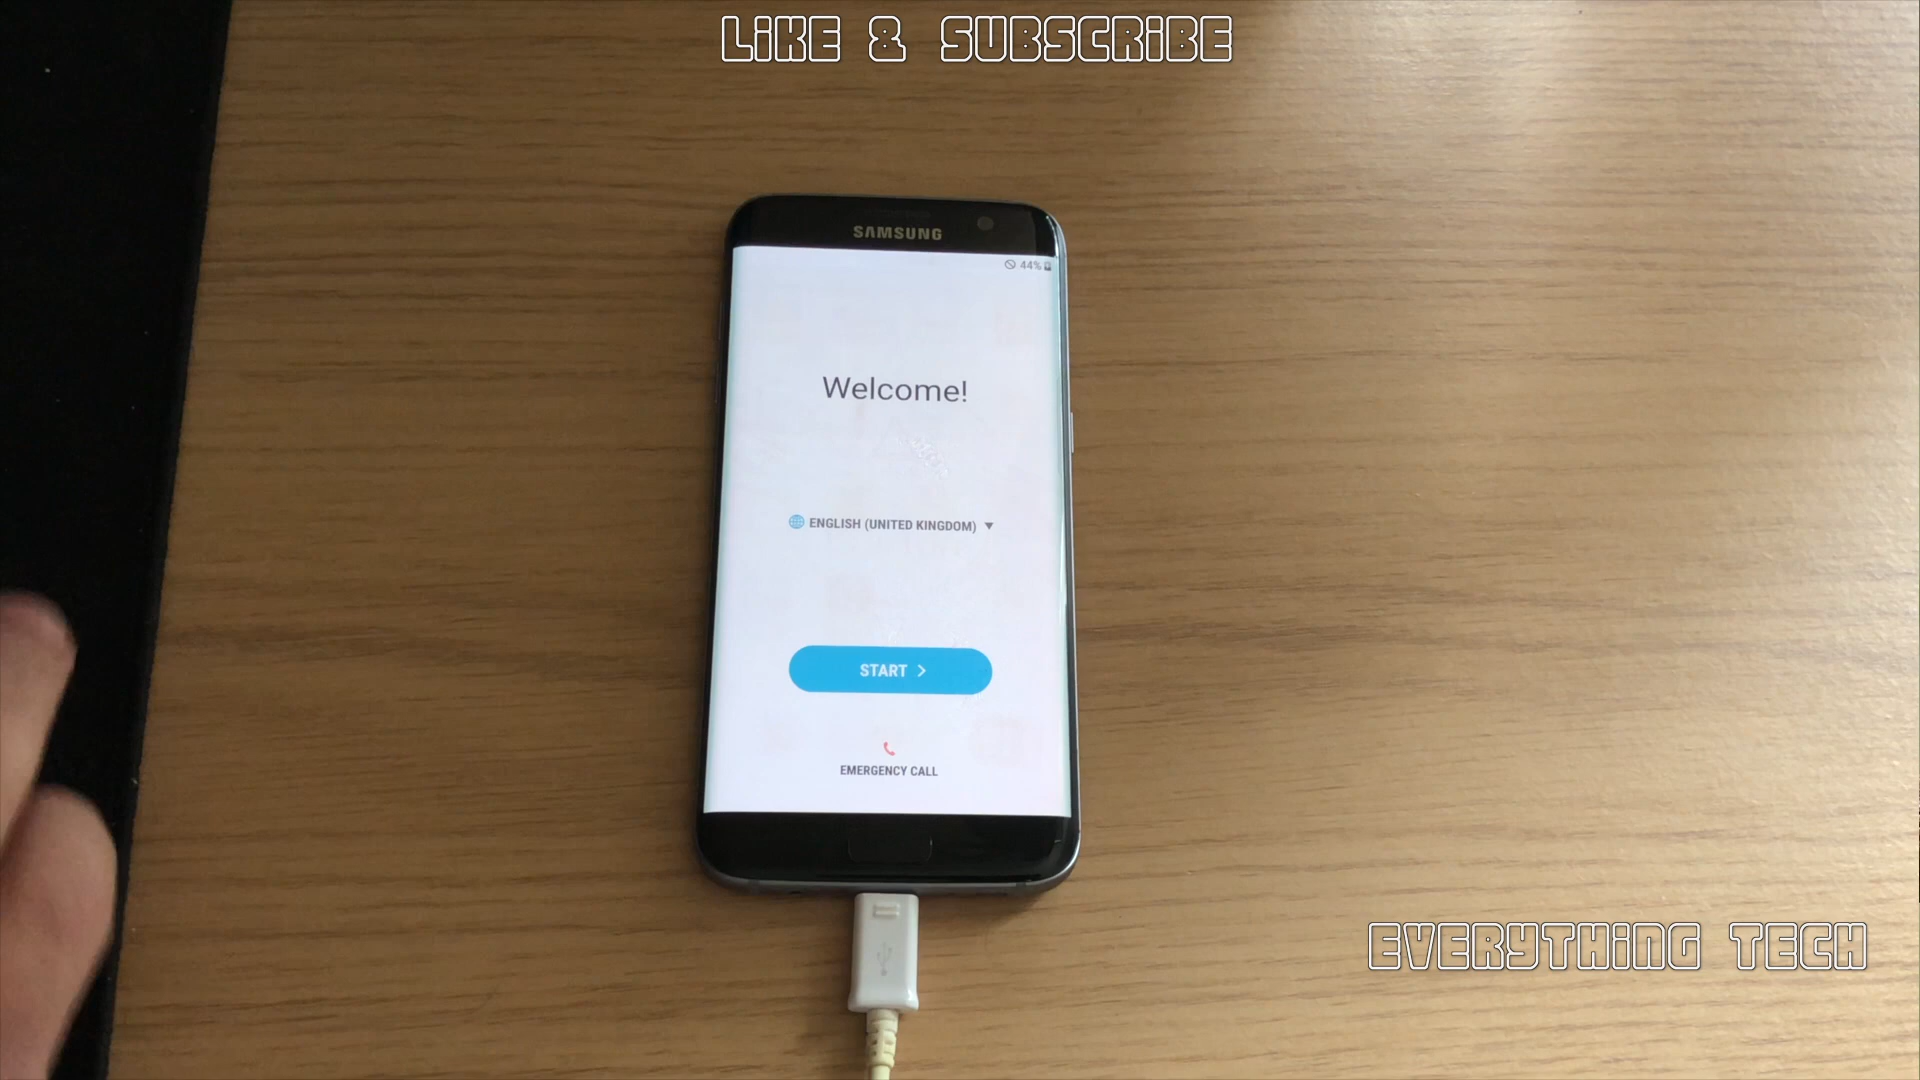 LIKE & SUBSCRIBE
SAMSUNG
44%
Welcome!
ENGLISH (UNITED KINGDOM)
START
EMERGENCY CALL
EVERYTHING TECH